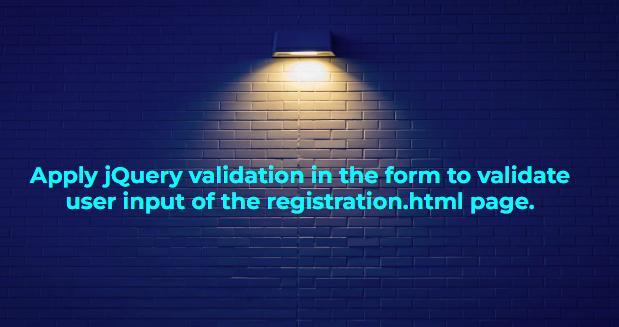 Apply jQuery validation in the form to validate
user input of the registration.html page.